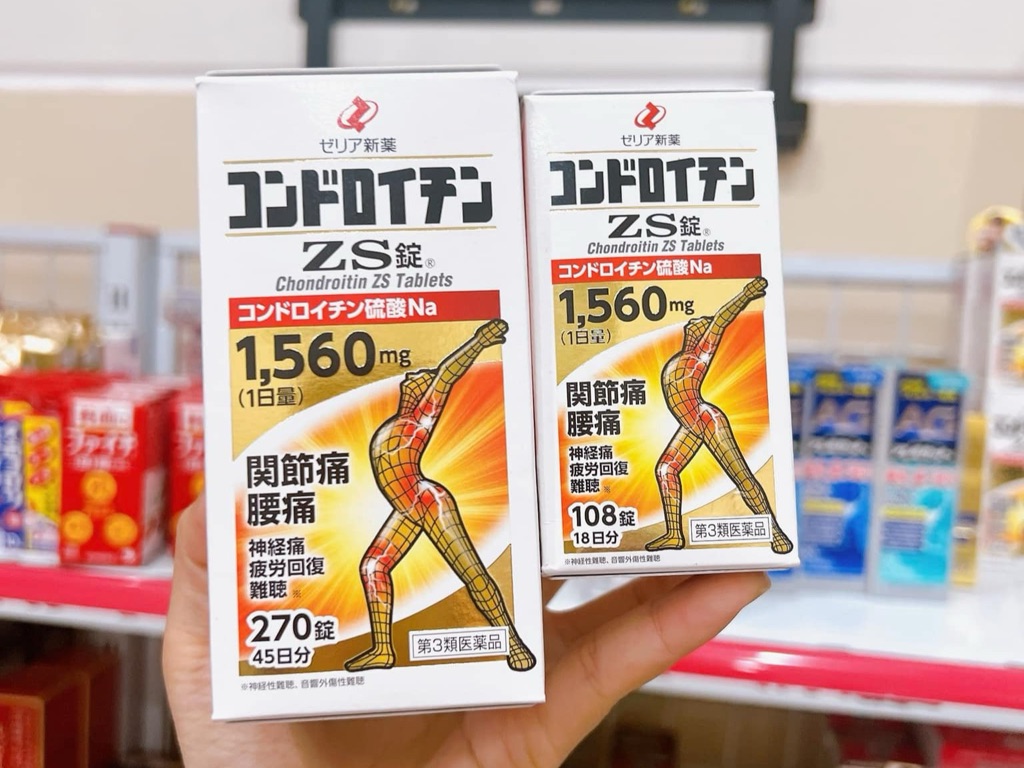 ゼリア新薬
コンドロイチン
ZS錠®
Chondroitin ZS Tablets
コンドロイチン硫酸Na
1,560mg
(1日量)
関節痛
腰痛
神経痛
疲労回復
難聴※
270錠
45日分
第3類医薬品
※神経性難聴、音響外傷性難聴
ゼリア新薬
コンドロイチン
ZS錠®
Chondroitin ZS Tablets
コンドロイチン硫酸Na
1,560mg
(1日量)
関節痛
腰痛
神経痛
疲労回復
難聴※
108錠
18日分
第3類医薬品
※神経性難聴、音響外傷性難聴
AG
AG